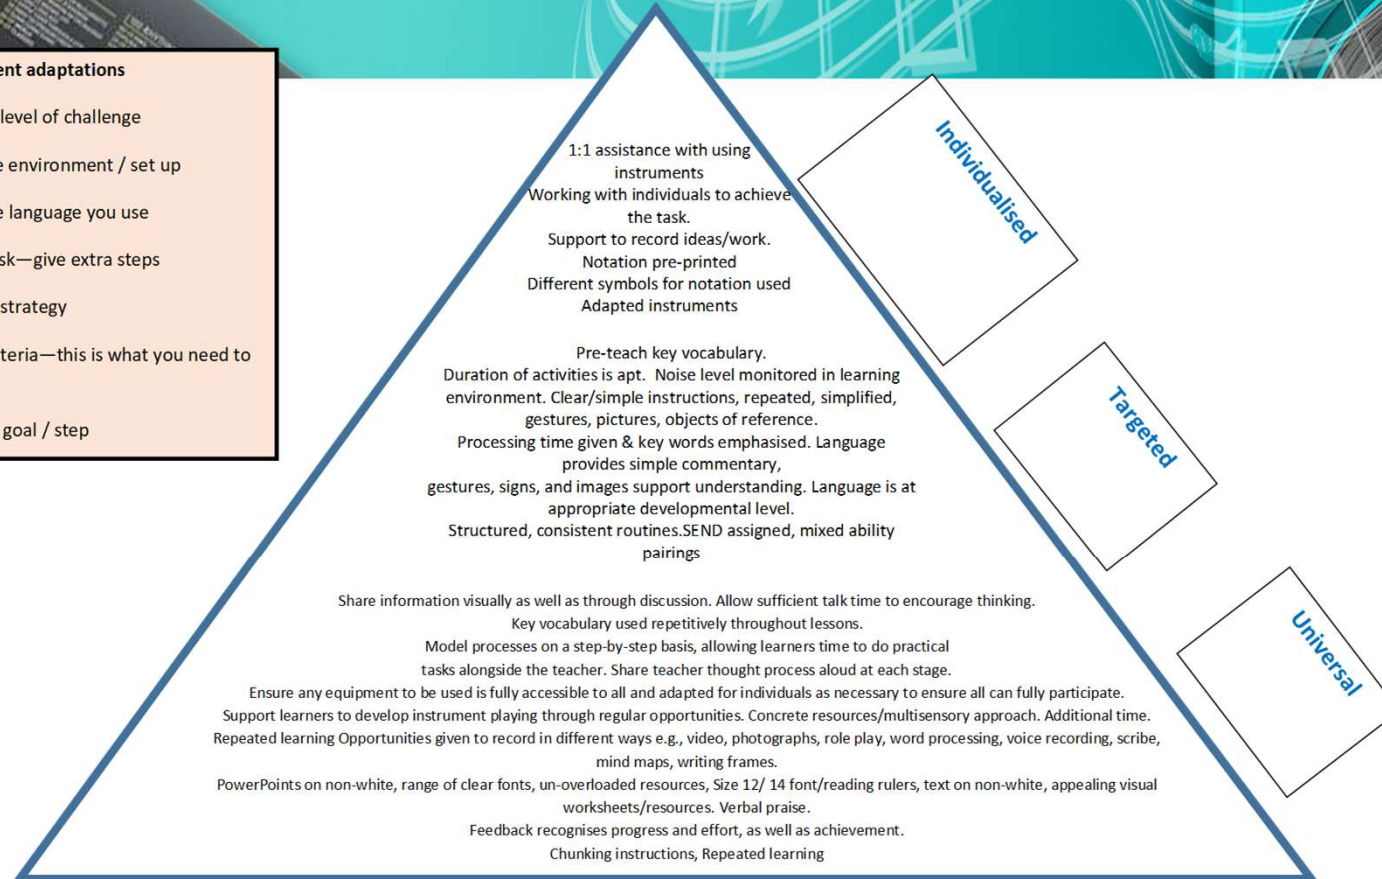 ent adaptations
level of challenge
e environment / set up
e language you use
sk—give extra steps
strategy
teria—this is what you need to
goal / step
1:1 assistance with using
instruments
Working with individuals to achieve
the task.
Support to record ideas/work.
Notation pre-printed
Different symbols for notation used
Adapted instruments
Pre-teach key vocabulary.
Duration of activities is apt.  Noise level monitored in learning
environment. Clear/simple instructions, repeated, simplified,
gestures, pictures, objects of reference.
Processing time given & key words emphasised. Language
provides simple commentary,
gestures, signs, and images support understanding. Language is at
appropriate developmental level.
Structured, consistent routines.SEND assigned, mixed ability
pairings
Share information visually as well as through discussion. Allow sufficient talk time to encourage thinking.
Key vocabulary used repetitively throughout lessons.
Model processes on a step-by-step basis, allowing learners time to do practical
tasks alongside the teacher. Share teacher thought process aloud at each stage.
Ensure any equipment to be used is fully accessible to all and adapted for individuals as necessary to ensure all can fully participate.
Support learners to develop instrument playing through regular opportunities. Concrete resources/multisensory approach. Additional time.
Repeated learning Opportunities given to record in different ways e.g., video, photographs, role play, word processing, voice recording, scribe,
mind maps, writing frames.
PowerPoints on non-white, range of clear fonts, un-overloaded resources, Size 12/ 14 font/reading rulers, text on non-white, appealing visual
worksheets/resources. Verbal praise.
Feedback recognises progress and effort, as well as achievement.
Chunking instructions, Repeated learning
Individualised
Targeted
Universal